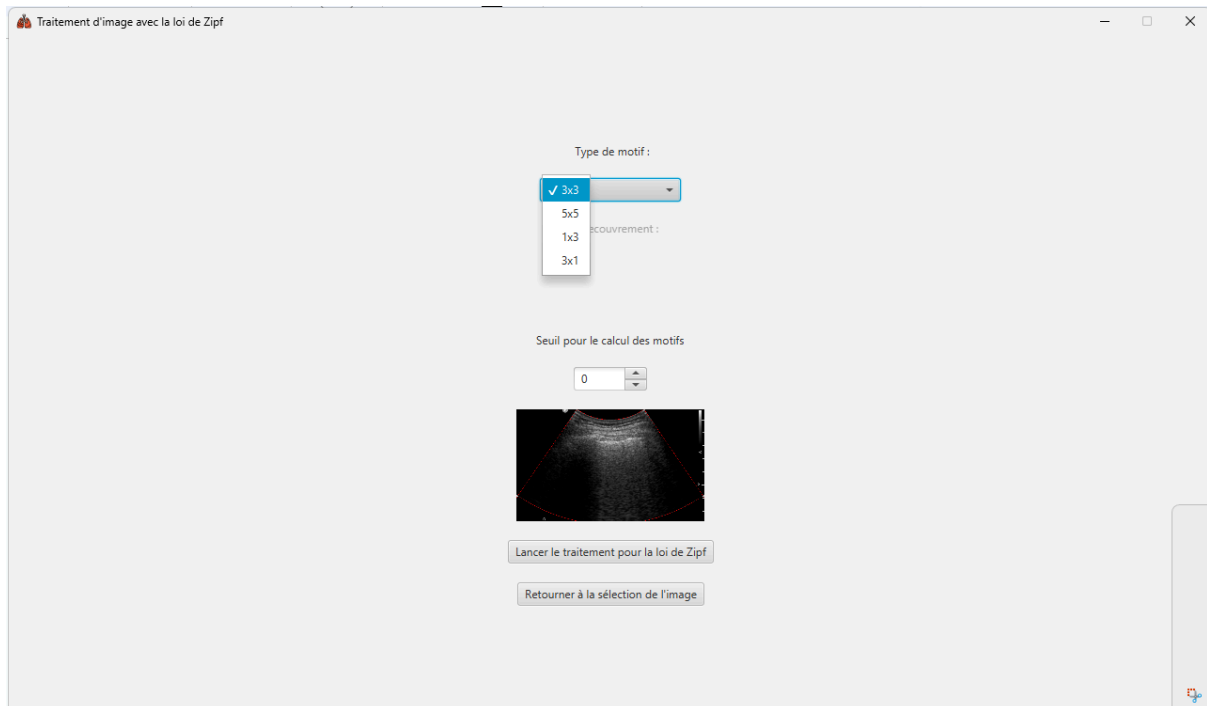 Traitement d'image avec la loi de Zipf
Type de motif :
✓ 3x3
5x5
ecouvrement :
1x3
3x1
Seuil pour le calcul des motifs
0
Lancer le traitement pour la loi de Zipf
Retourner à la sélection de l'image